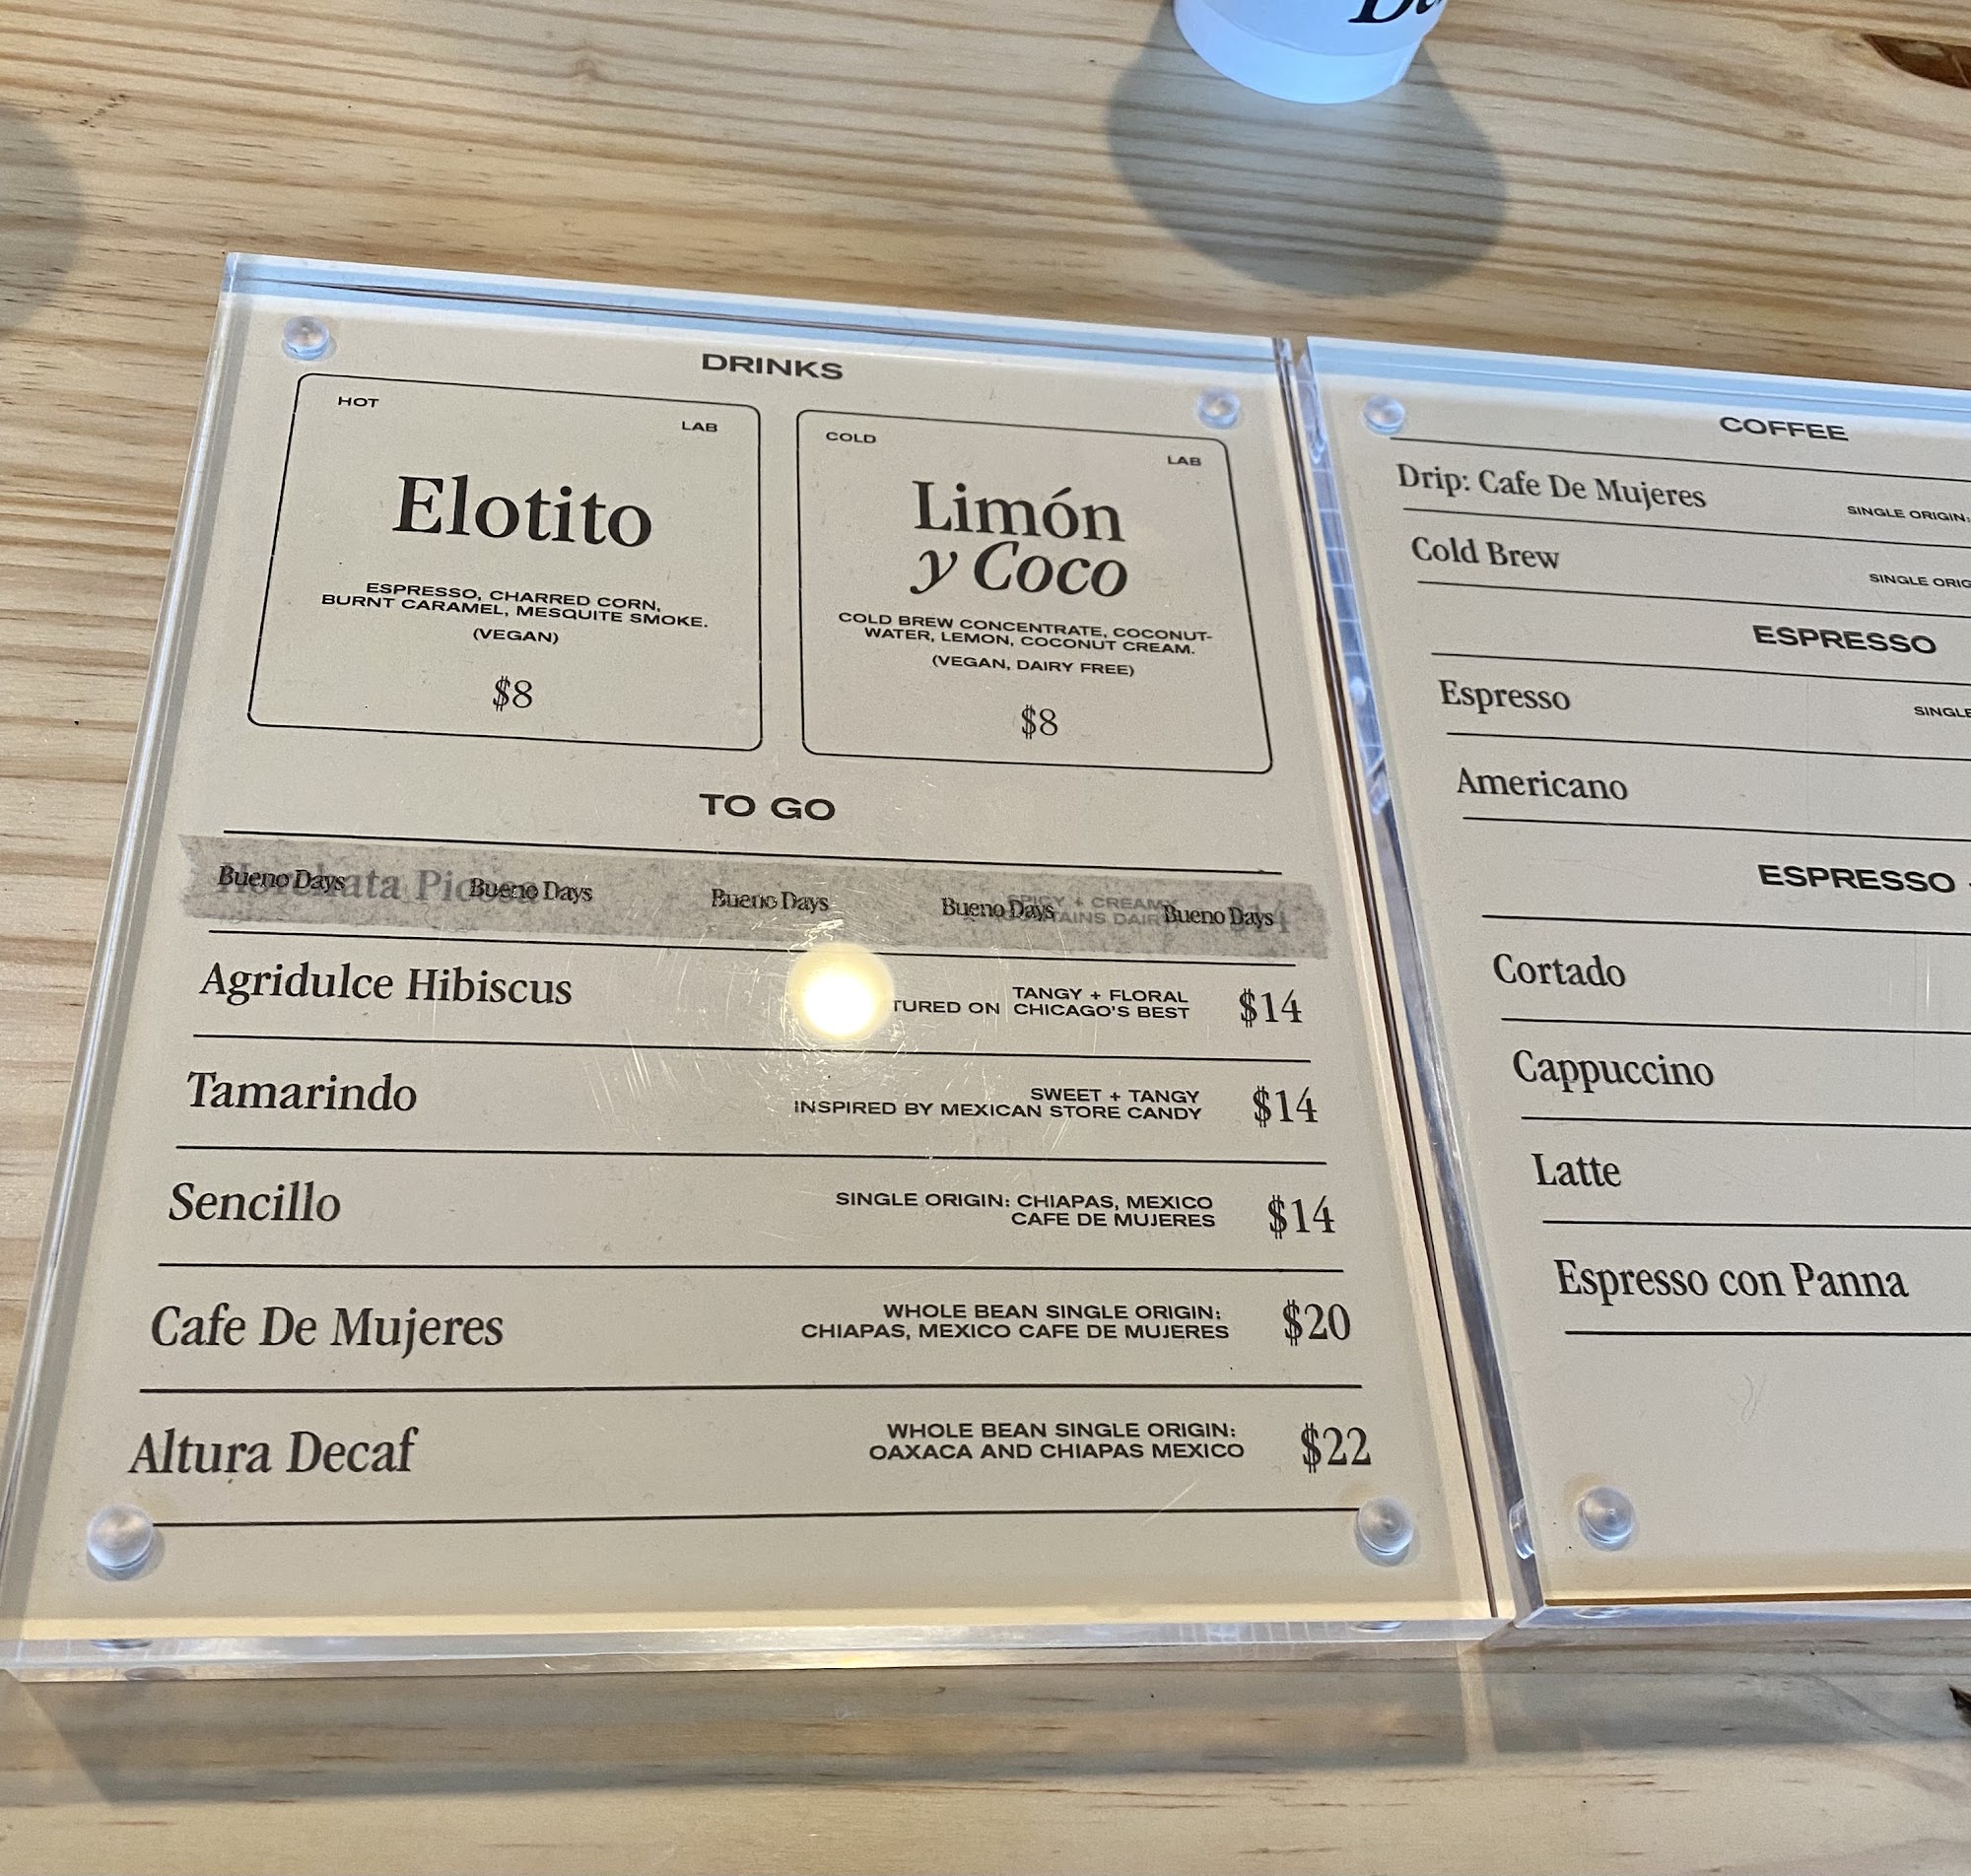 DRINKS
HOT
LAB
Elotito
ESPRESSO, CHARRED CORN,
BURNT CARAMEL, MESQUITE SMOKE.
(VEGAN)
$8
COLD
LAB
Limón
y Coco
COLD BREW CONCENTRATE, COCONUT-
WATER, LEMON, COCONUT CREAM.
(VEGAN, DAIRY FREE)
$8
TO GO
Bueno Days Bueno Days Bueno Days Bueno Days Bueno Days
Agridulce Hibiscus
TANGY + FLORAL
ON CHICAGO'S BEST
$14
Tamarindo
SWEET + TANGY
INSPIRED BY MEXICAN STORE CANDY
$14
Sencillo
SINGLE ORIGIN: CHIAPAS, MEXICO
CAFE DE MUJERES
$14
Cafe De Mujeres
WHOLE BEAN SINGLE ORIGIN:
CHIAPAS, MEXICO CAFE DE MUJERES
$20
Altura Decaf
WHOLE BEAN SINGLE ORIGIN:
OAXACA AND CHIAPAS MEXICO
$22
COFFEE
Drip: Cafe De Mujeres
SINGLE ORIGIN:
Cold Brew
SINGLE
ESPRESSO
Espresso
SINGLE
Americano
ESPRESSO
Cortado
Cappuccino
Latte
Espresso con Panna